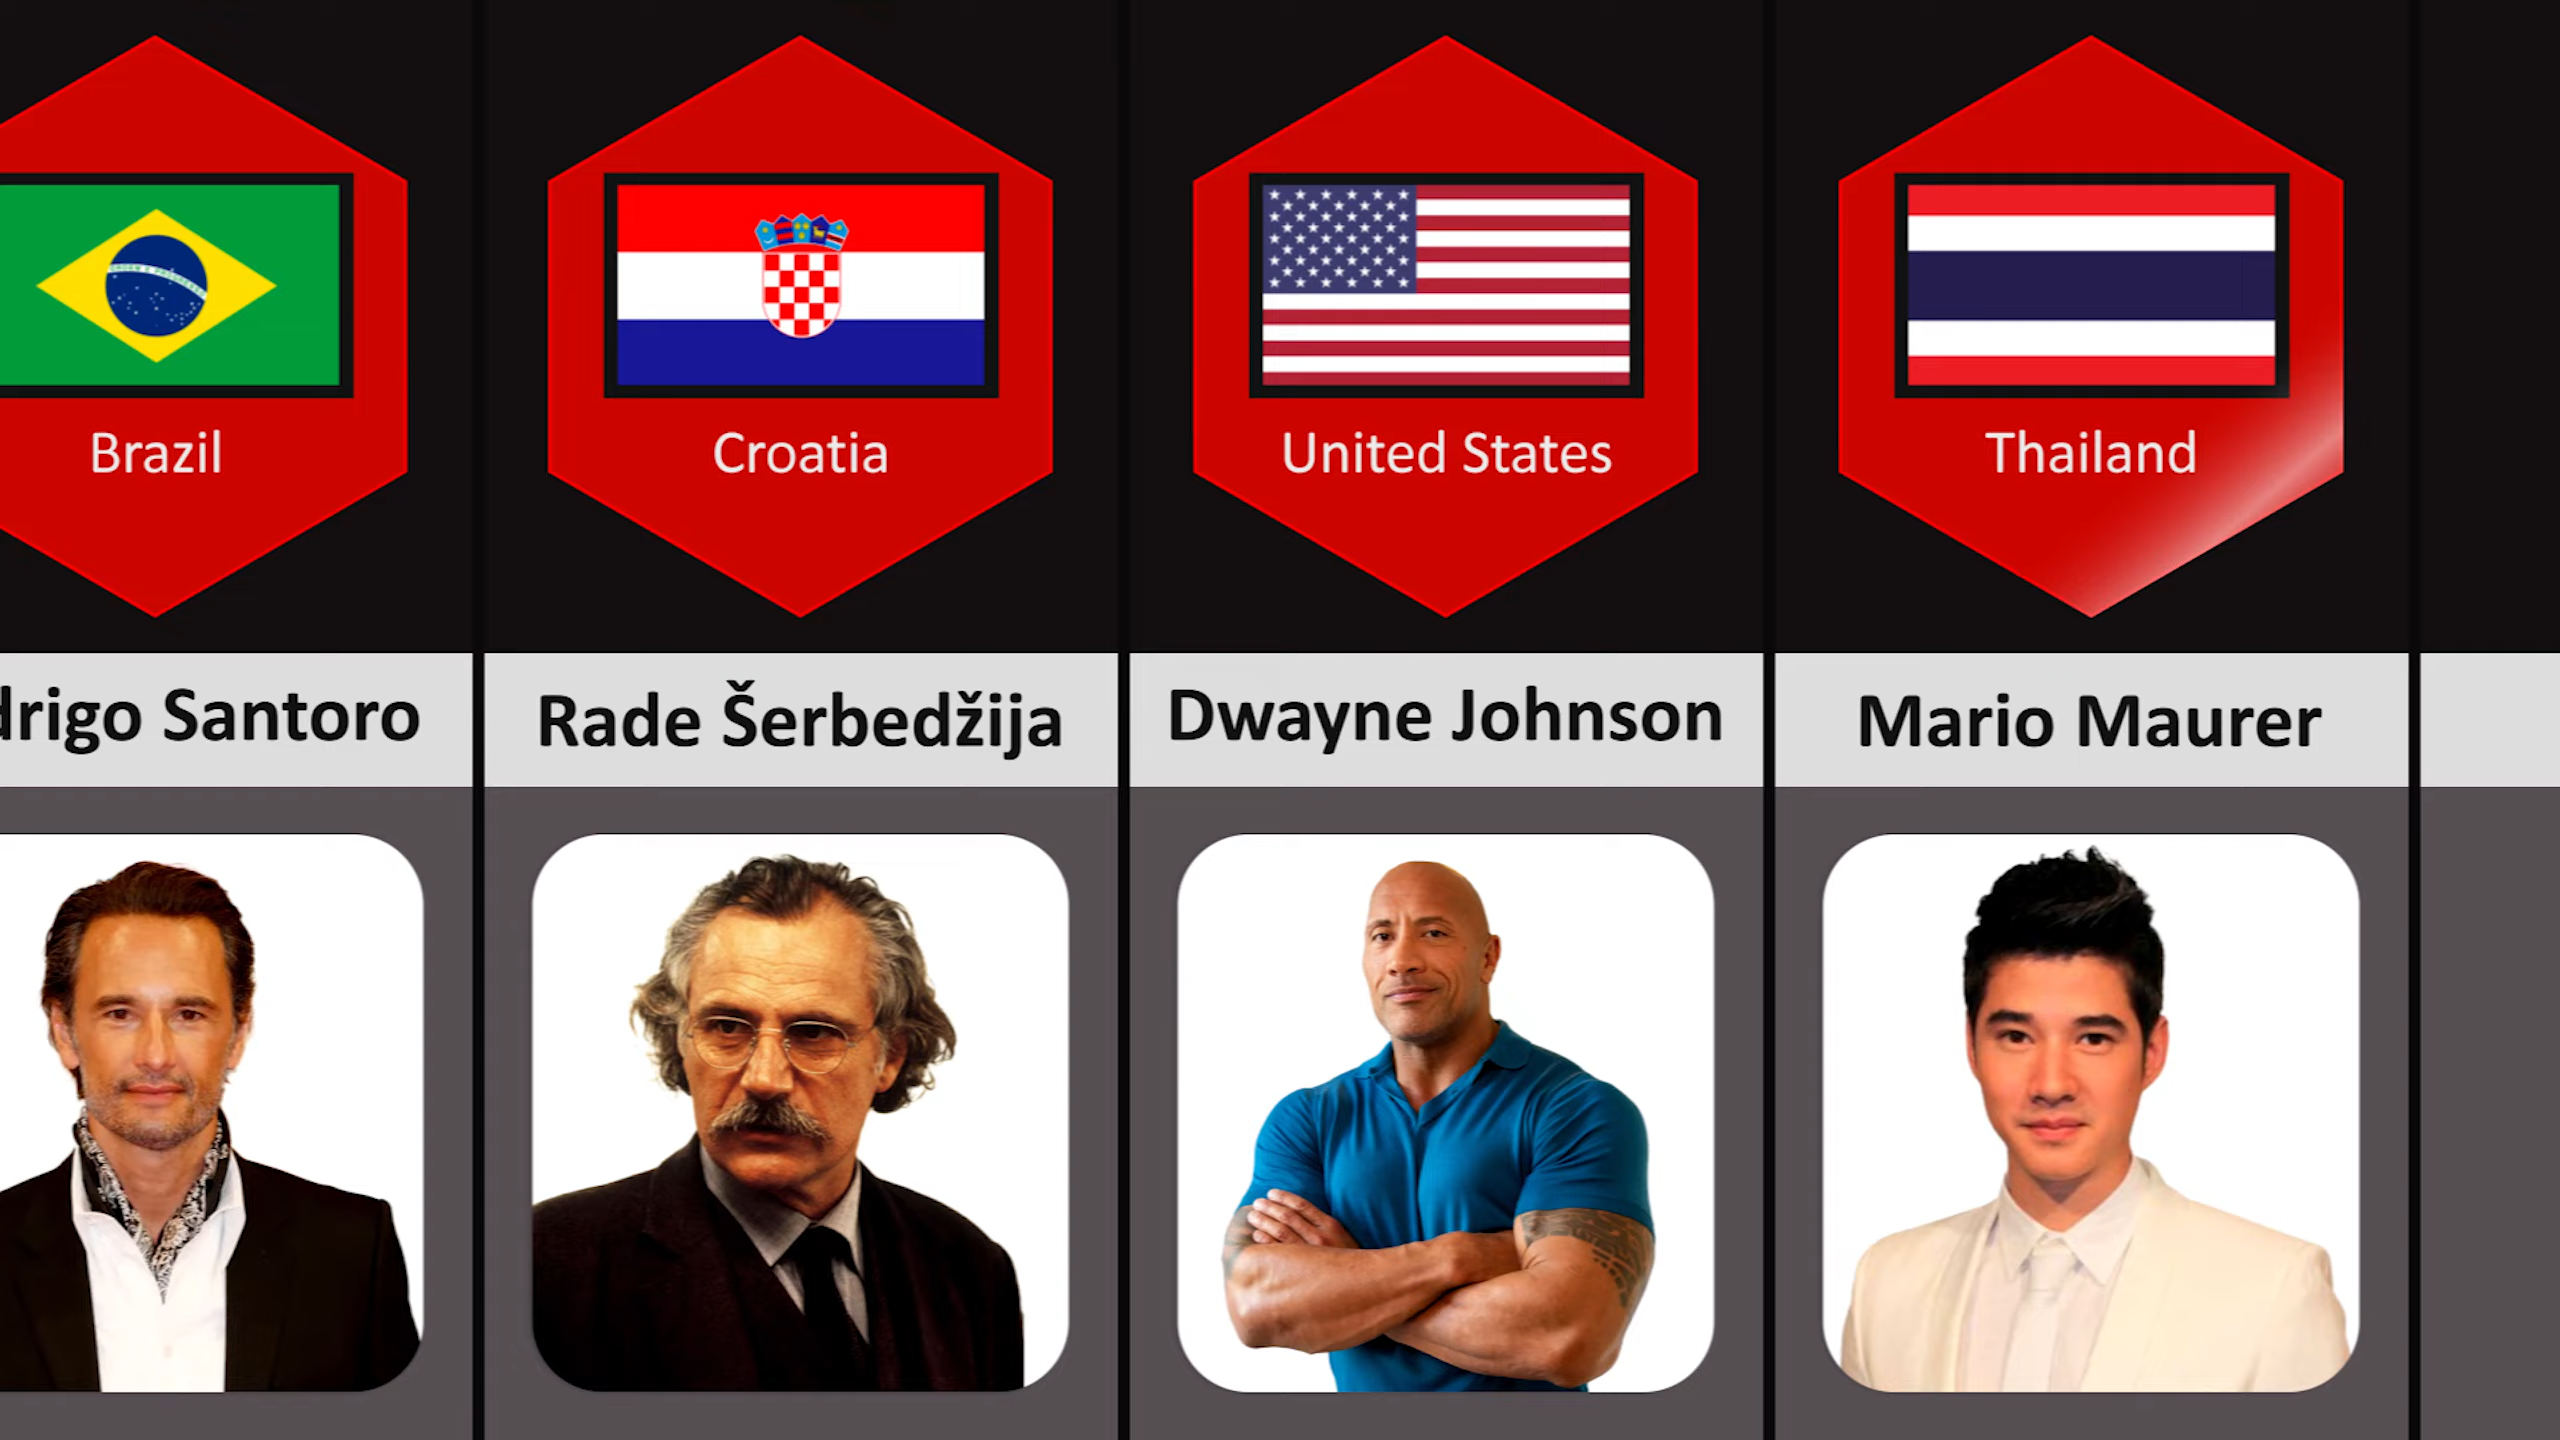 Brazil
Croatia
United States
Thailand
drigo Santoro
Rade Šerbedžija
Dwayne Johnson
Mario Maurer